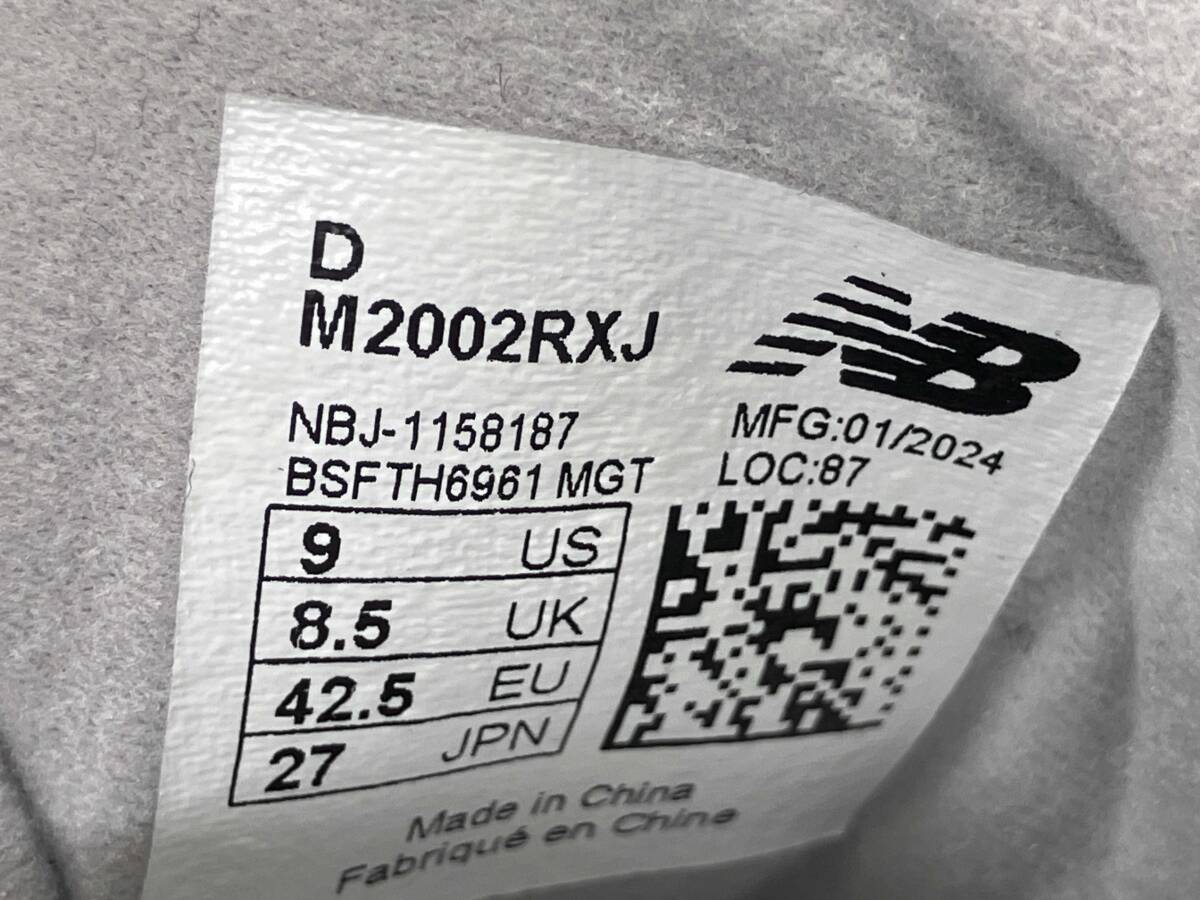 D
M2002RXJ
NB
NBJ-1158187
MFG:01/2024
BSFTH6961 MGT
LOC:87
9 US
8.5 UK
42.5 EU
27 JPN
Made in China
Fabriqué en Chine